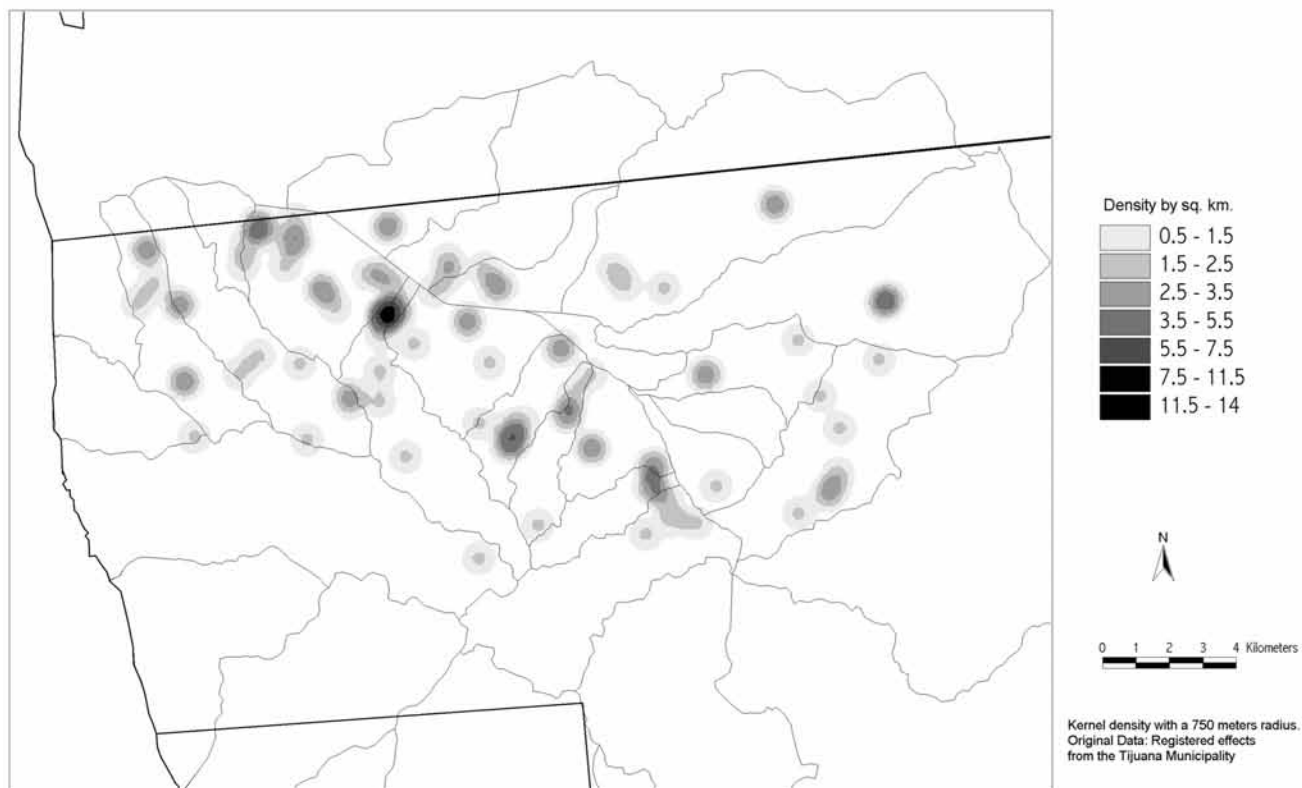 Density by sq. km.
0.5 - 1.5
1.5 - 2.5
2.5 - 3.5
3.5 - 5.5
5.5 - 7.5
7.5 - 11.5
11.5 - 14
N
0 1 2 3 4 Kilometers
Kernel density with a 750 meters radius.
Original Data: Registered effects
from the Tijuana Municipality